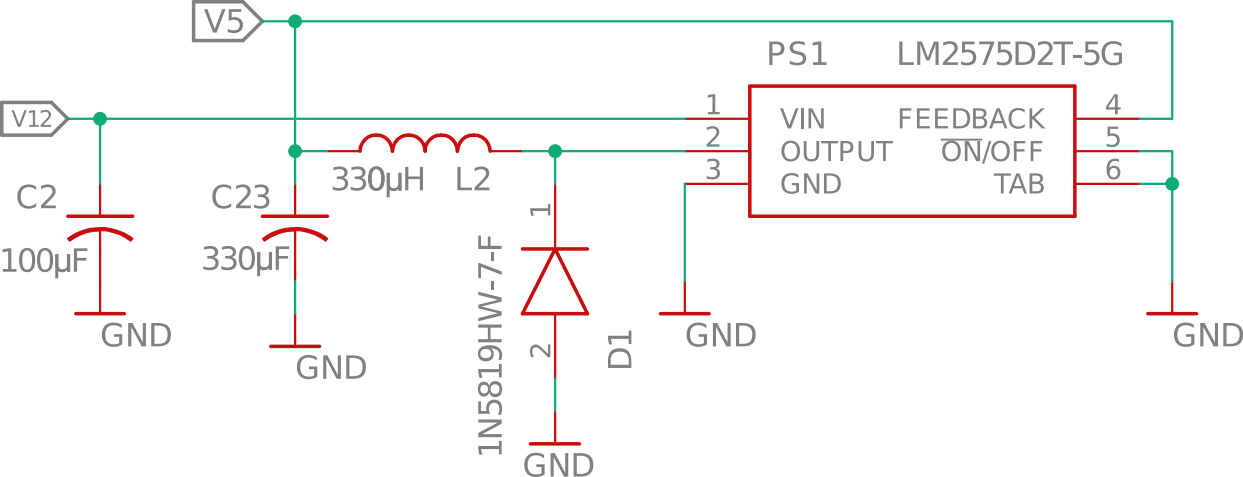 V5
PS1 LM2575D2T-5G
V12
1 VIN FEEDBACK 4
2 OUTPUT ON/OFF 5
3 GND TAB 6
330µH L2
C2
100µF
GND
C23
330µF
GND
1
1N5819HW-7-F
2
D1
GND
GND
GND